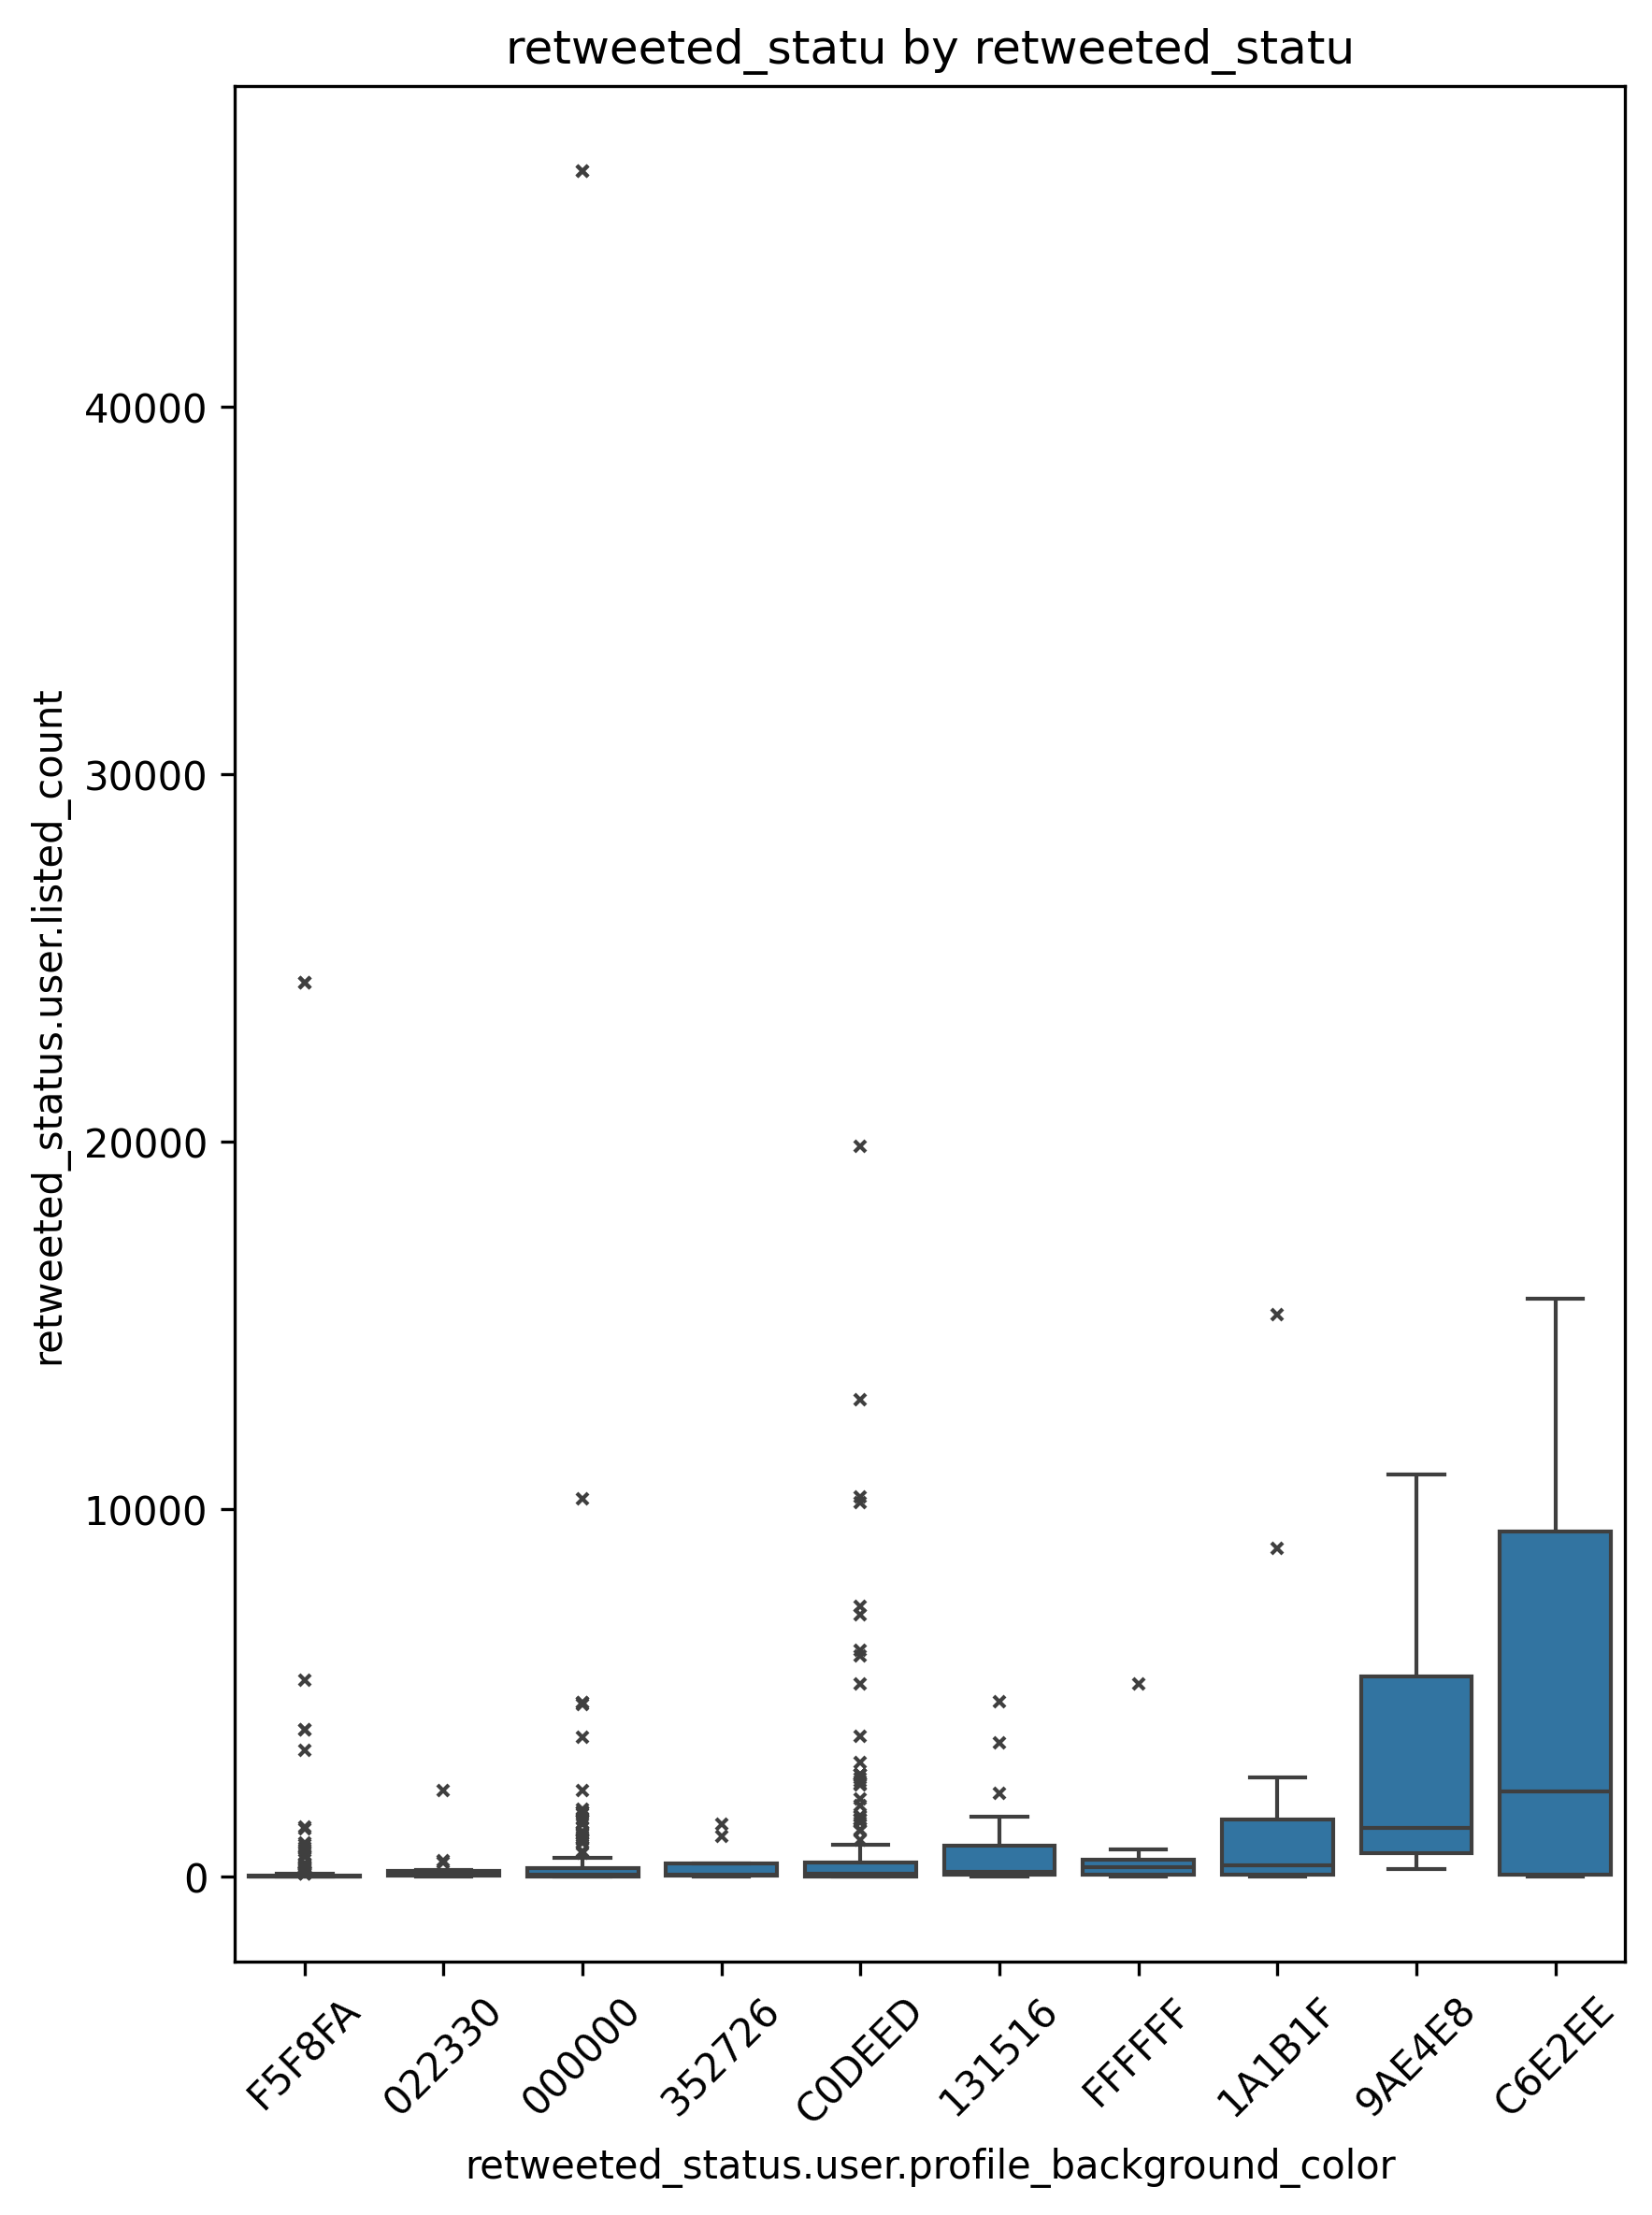 retweeted_statu by retweeted_statu
retweeted_status.user.listed_count
40000
30000
20000
10000
0
F5F8FA
022330
000000
352726
C0DEED
131516
FFFFFF
1A1B1F
9AE4E8
C6E2EE
retweeted_status.user.profile_background_color